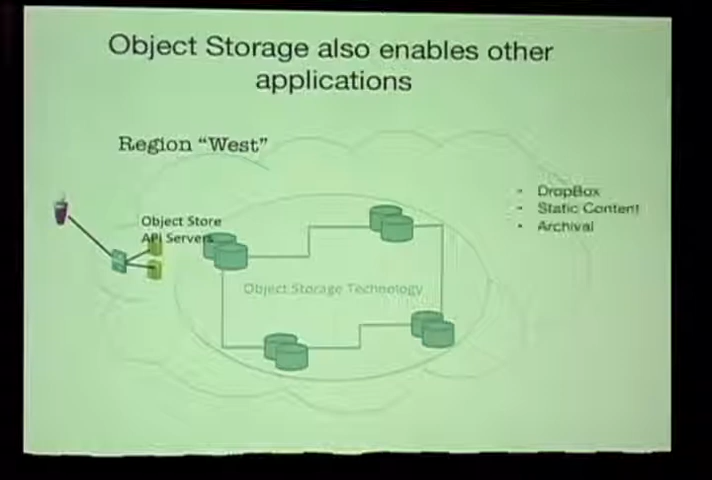 Object Storage also enables other
applications
Region “West”
Object Store
API Servers
Object Storage Technology
- DropBox
- Static Content
- Archival